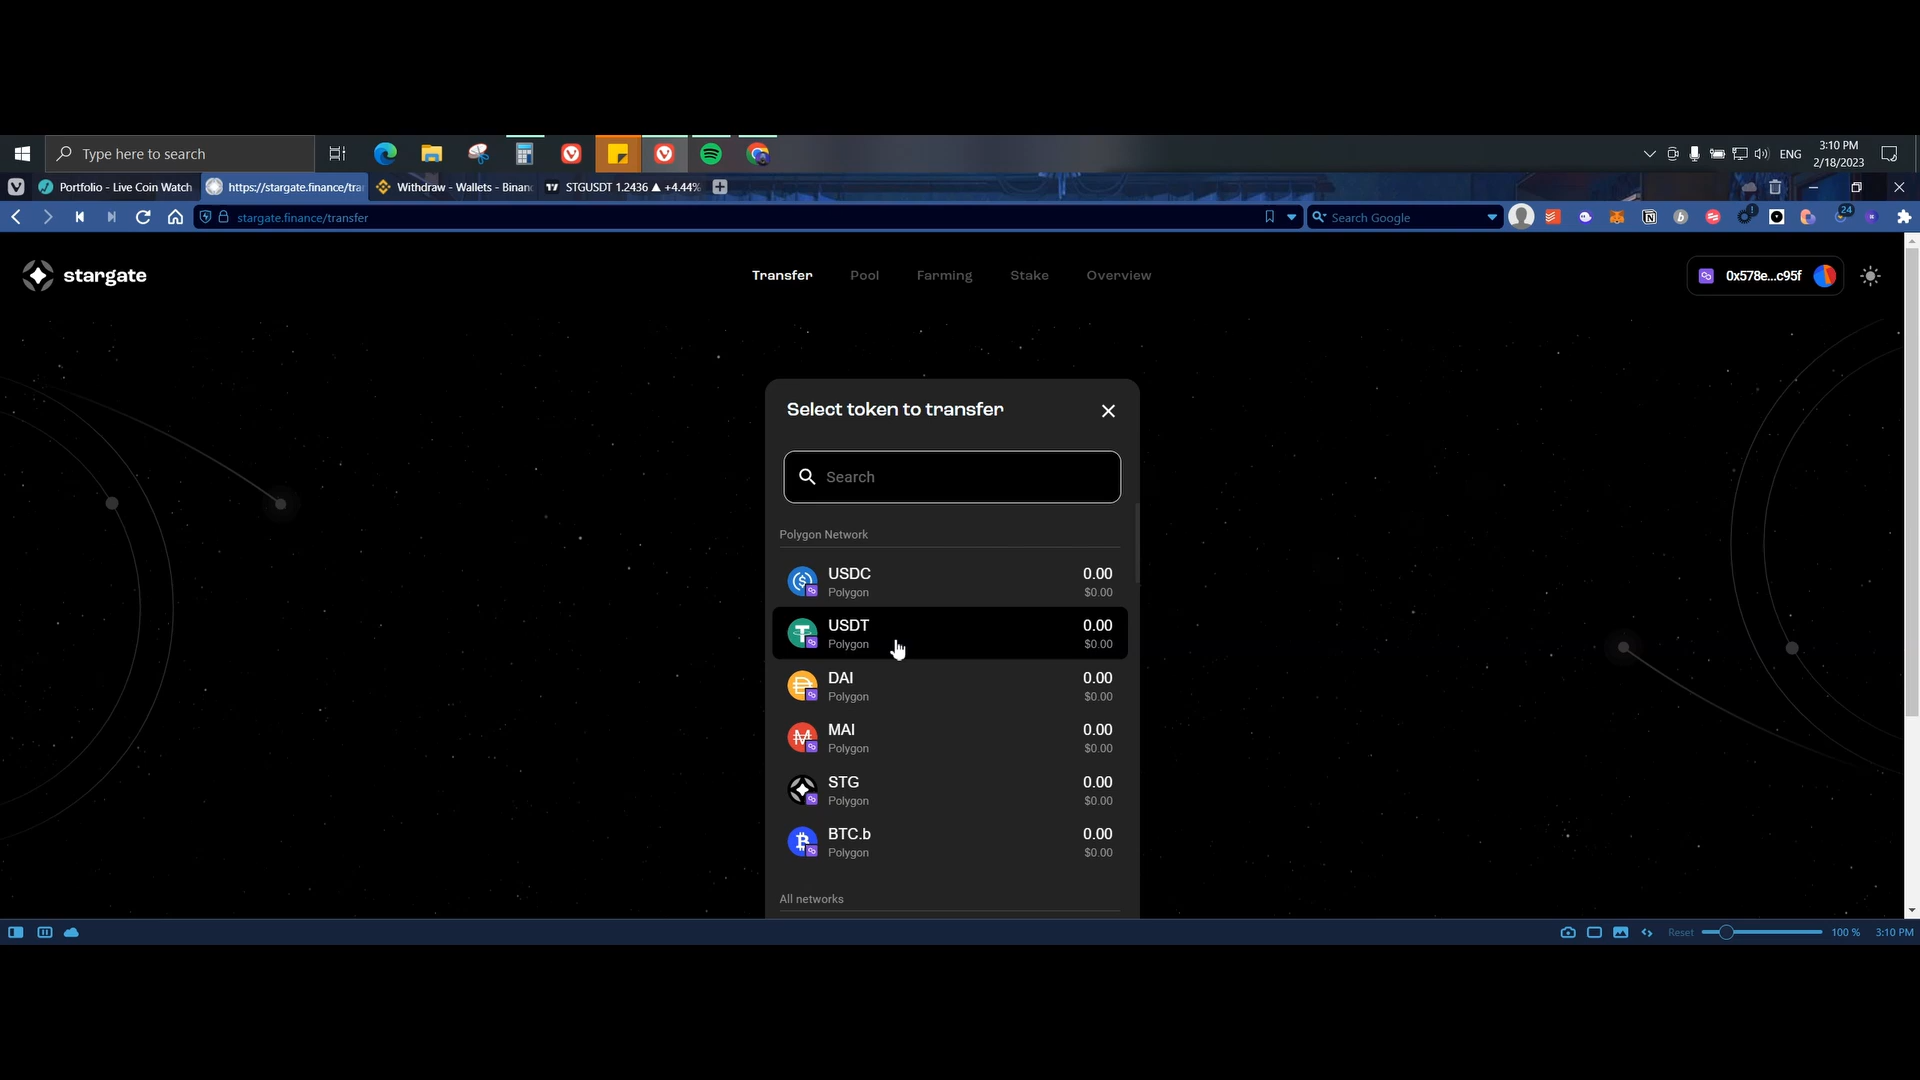 Type here to search
ENG
3:10 PM
2/18/2023
Portfolio - Live Coin Watch
https://stargate.finance/tra
Withdraw - Wallets - Binanc
STGUSDT 1.2436 ▲ +4.44%
stargate.finance/transfer
Search Google
24
stargate
Transfer
Pool
Farming
Stake
Overview
0x578e...c95f
Select token to transfer
Search
Polygon Network
USDC 0.00
Polygon $0.00
USDT 0.00
Polygon $0.00
DAI 0.00
Polygon $0.00
MAI 0.00
Polygon $0.00
STG 0.00
Polygon $0.00
BTC.b 0.00
Polygon $0.00
All networks
Reset
100 %
3:10 PM